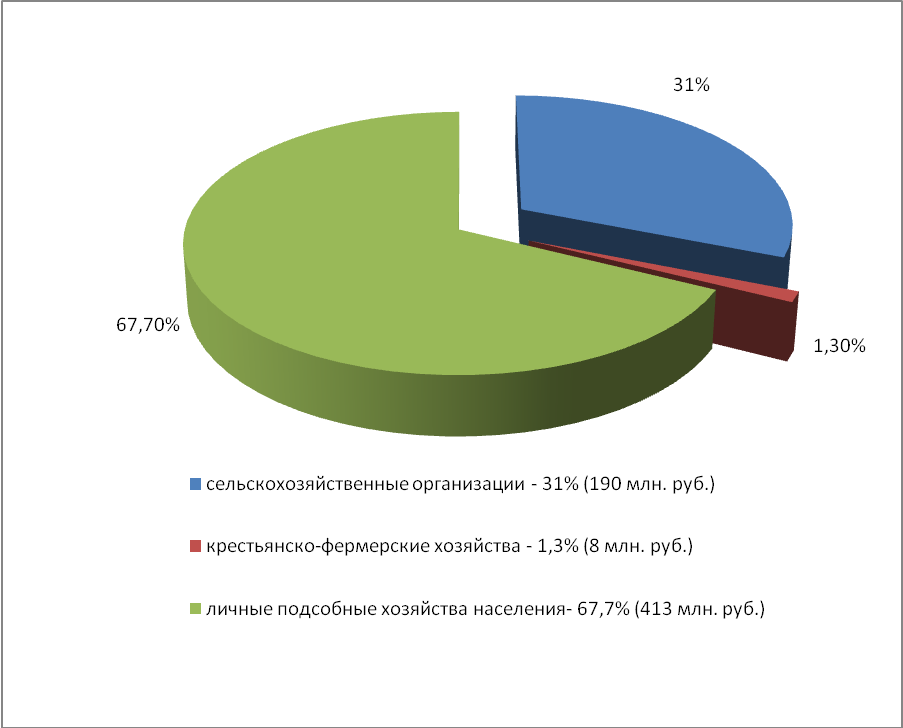 31%
67,70%
1,30%
сельскохозяйственные организации - 31% (190 млн. руб.)
крестьянско-фермерские хозяйства - 1,3% (8 млн. руб.)
личные подсобные хозяйства населения- 67,7% (413 млн. руб.)